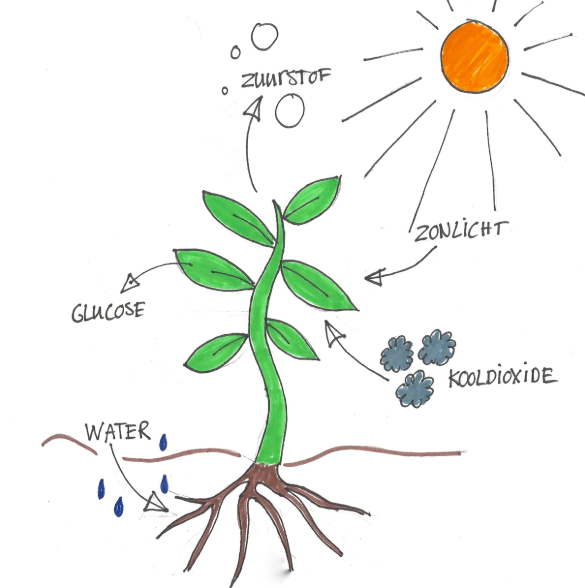 ZUURSTOF
ZONLICHT
GLUCOSE
KOOLDIOXIDE
WATER